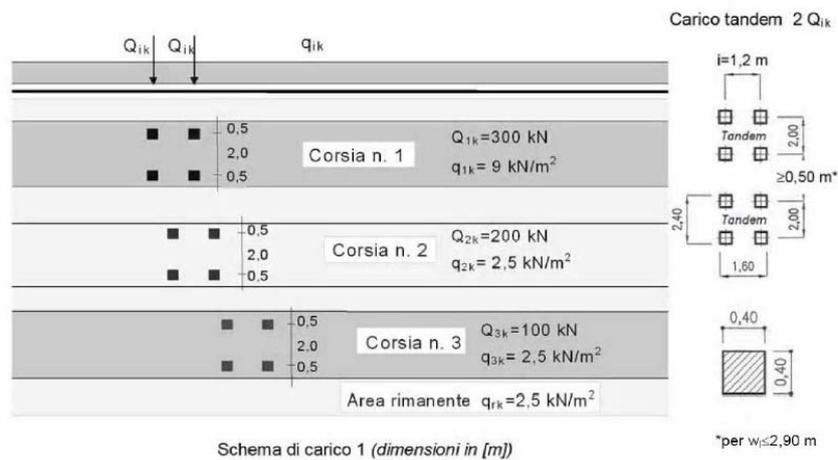 Carico tandem 2 Qik
Qik Qik qik
i=1,2 m
0,5
2,0
0,5
Corsia n. 1
Q1k=300 kN
q1k= 9 kN/m²
Tandem
2,00
≥0,50 m*
0,5
2,0
0,5
Corsia n. 2
Q2k=200 kN
q2k= 2,5 kN/m²
2,40
Tandem
2,00
1,60
0,5
2,0
0,5
Corsia n. 3
Q3k=100 kN
q3k= 2,5 kN/m²
0,40
0,40
Area rimanente qrk=2,5 kN/m²
Schema di carico 1 (dimensioni in [m])
*per wl≤2,90 m